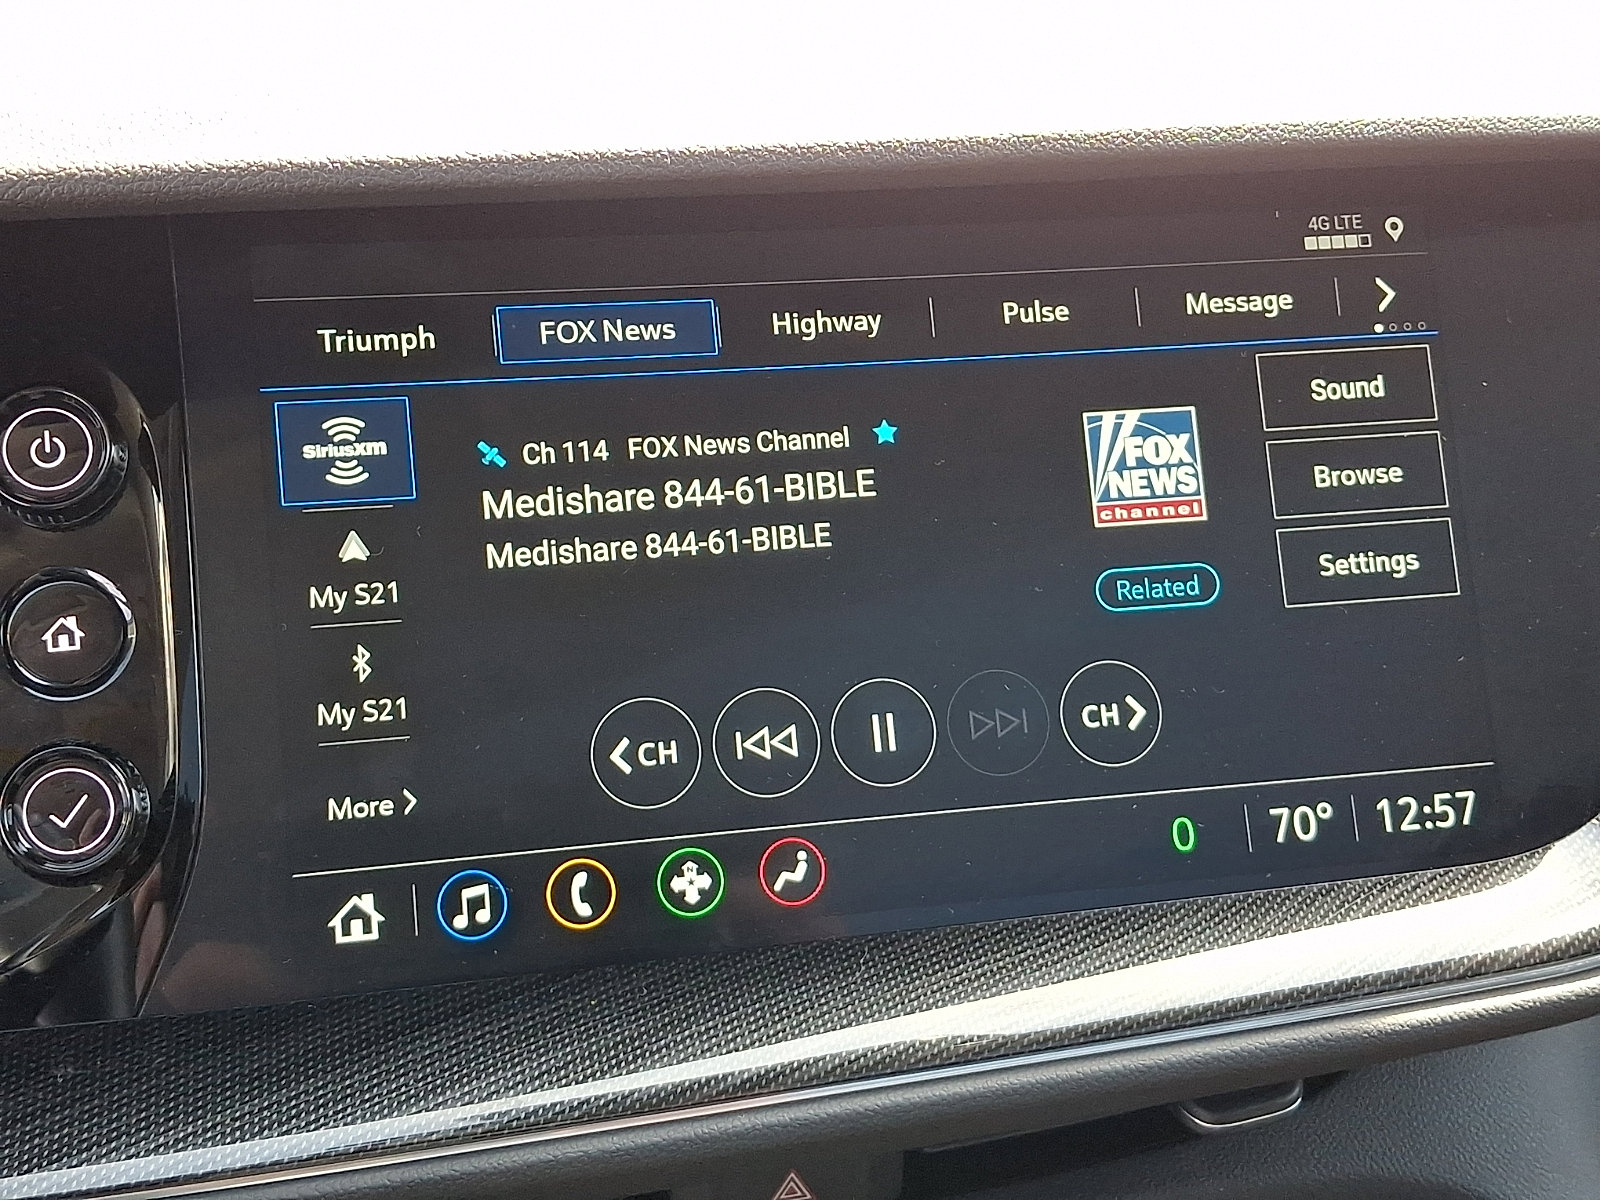 4G LTE
Triumph
FOX News
Highway
Pulse
Message
SiriusXM
Ch 114 FOX News Channel
Medishare 844-61-BIBLE
Medishare 844-61-BIBLE
FOX
NEWS
channel
Related
Sound
Browse
Settings
My S21
My S21
More
CH
CH
N
0
70°
12:57